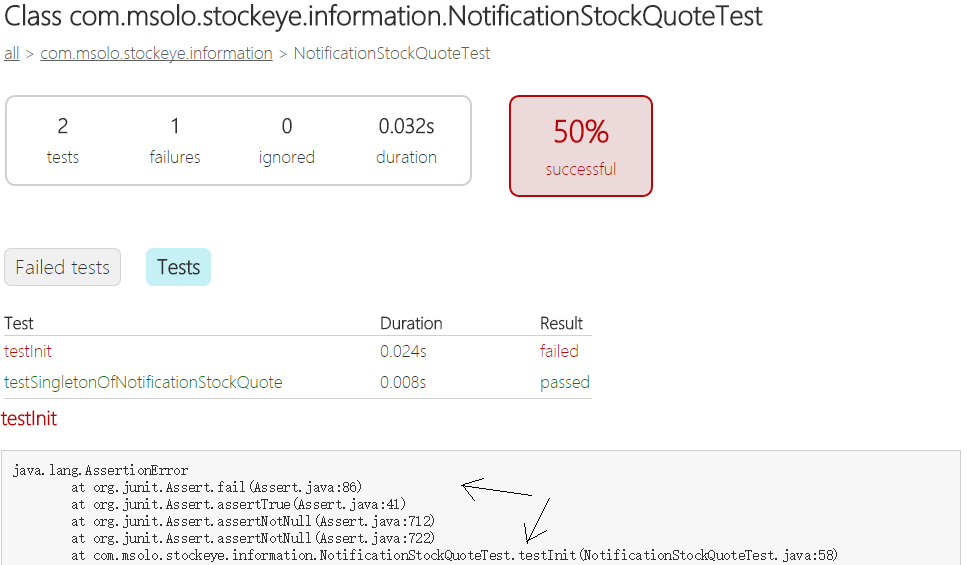 Class com.msolo.stockeye.information.NotificationStockQuoteTest
all > com.msolo.stockeye.information > NotificationStockQuoteTest
2 1 0 0.032s
tests failures ignored duration
50%
successful
Failed tests Tests
Test Duration Result
testInit 0.024s failed
testSingletonOfNotificationStockQuote 0.008s passed
testInit
java.lang.AssertionError
at org.junit.Assert.fail(Assert.java:86)
at org.junit.Assert.assertTrue(Assert.java:41)
at org.junit.Assert.assertNotNull(Assert.java:712)
at org.junit.Assert.assertNotNull(Assert.java:722)
at com.msolo.stockeye.information.NotificationStockQuoteTest.testInit(NotificationStockQuoteTest.java:58)